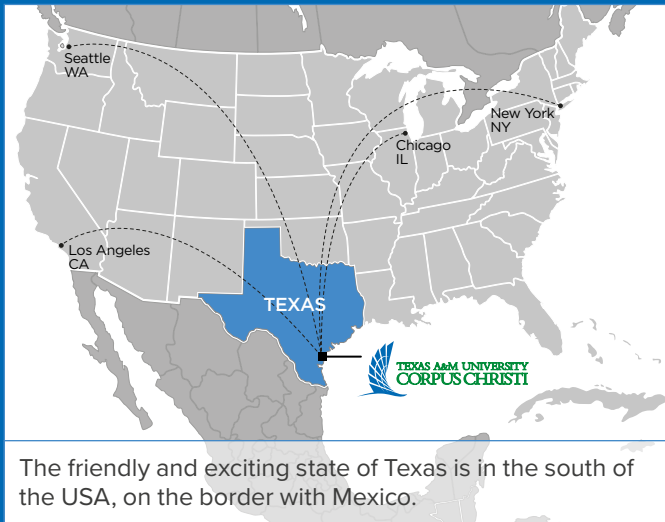 Seattle
WA
New York
NY
Chicago
IL
Los Angeles
CA
TEXAS
TEXAS A&M UNIVERSITY
CORPUS CHRISTI
The friendly and exciting state of Texas is in the south of
the USA, on the border with Mexico.